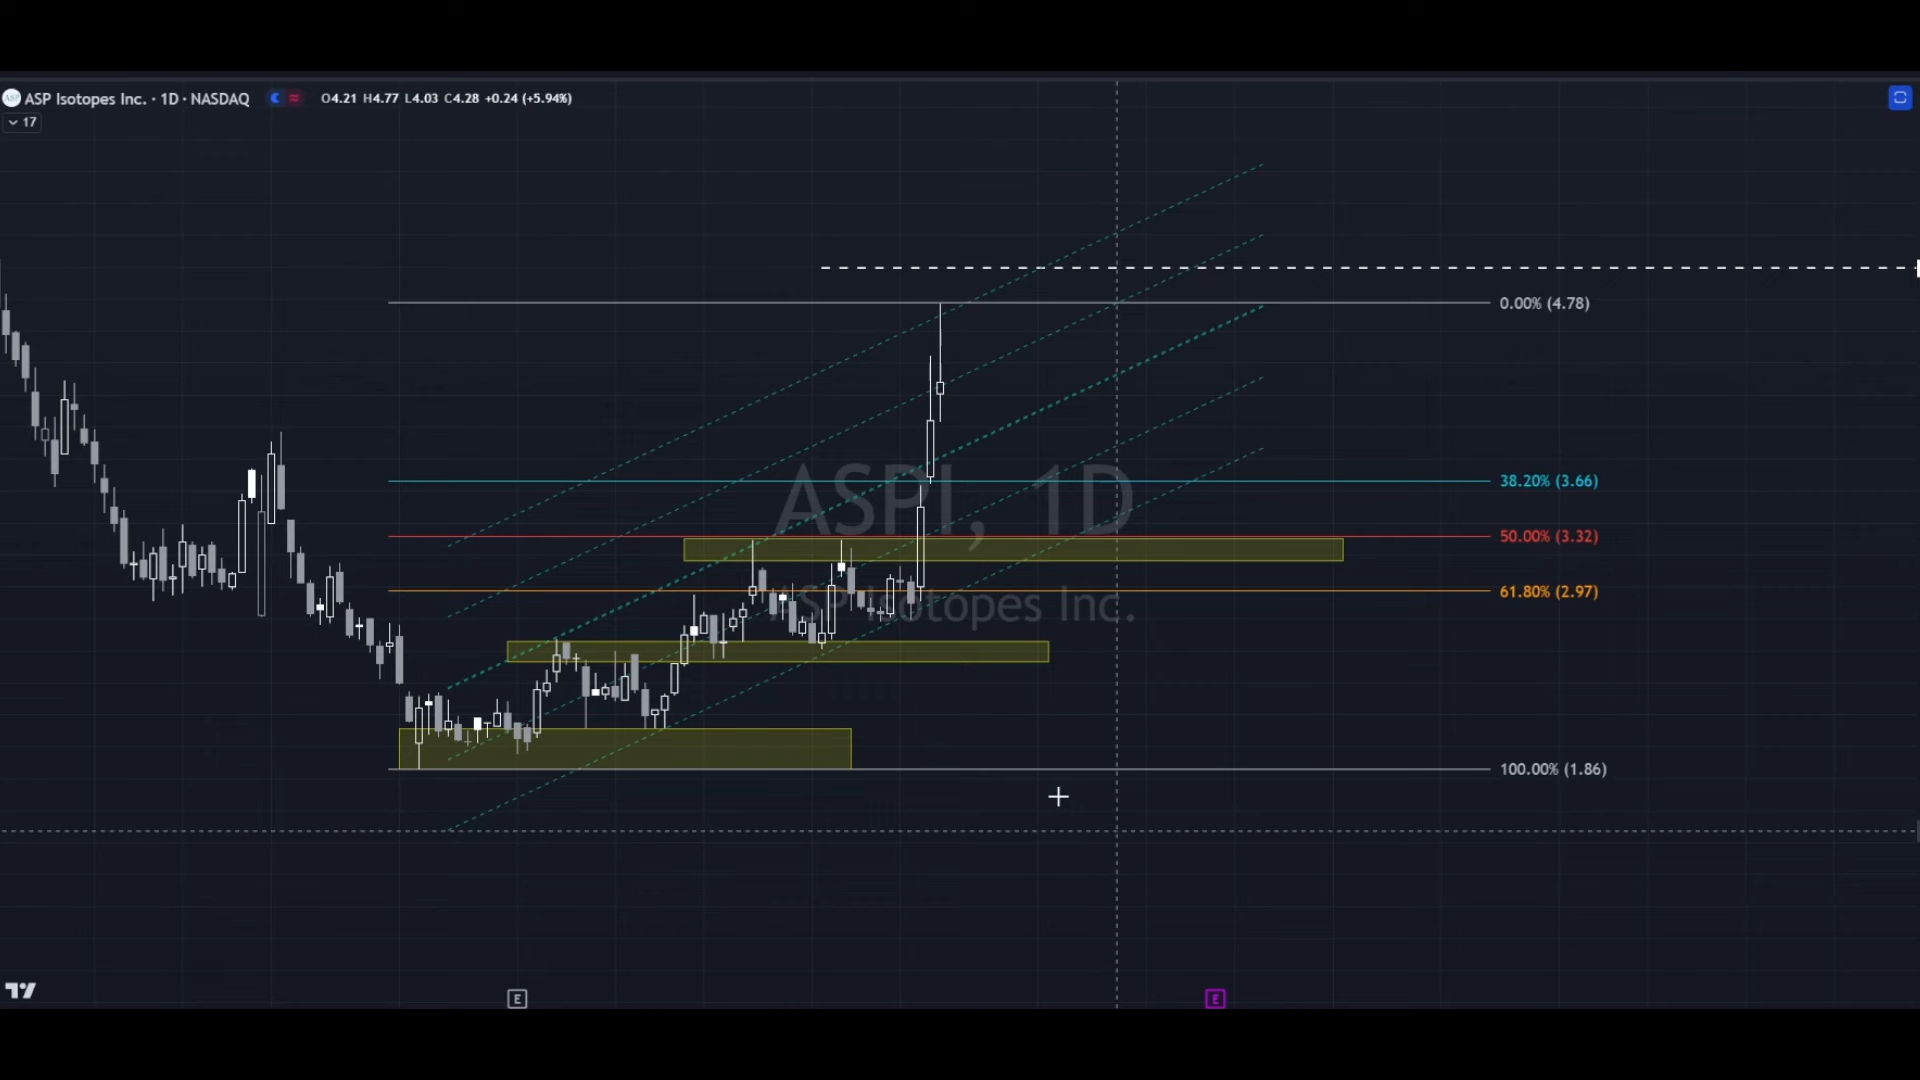 ASP Isotopes Inc. · 1D · NASDAQ O4.21 H4.77 L4.03 C4.28 +0.24 (+5.94%)
17
0.00% (4.78)
38.20% (3.66)
ASPI, 1D
50.00% (3.32)
61.80% (2.97)
ASP Isotopes Inc.
100.00% (1.86)
E E